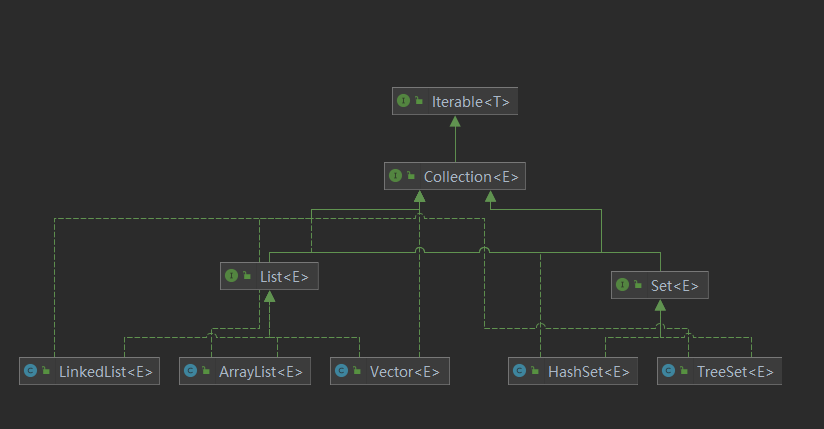 Iterable<T>
Collection<E>
List<E>
Set<E>
LinkedList<E>
ArrayList<E>
Vector<E>
HashSet<E>
TreeSet<E>